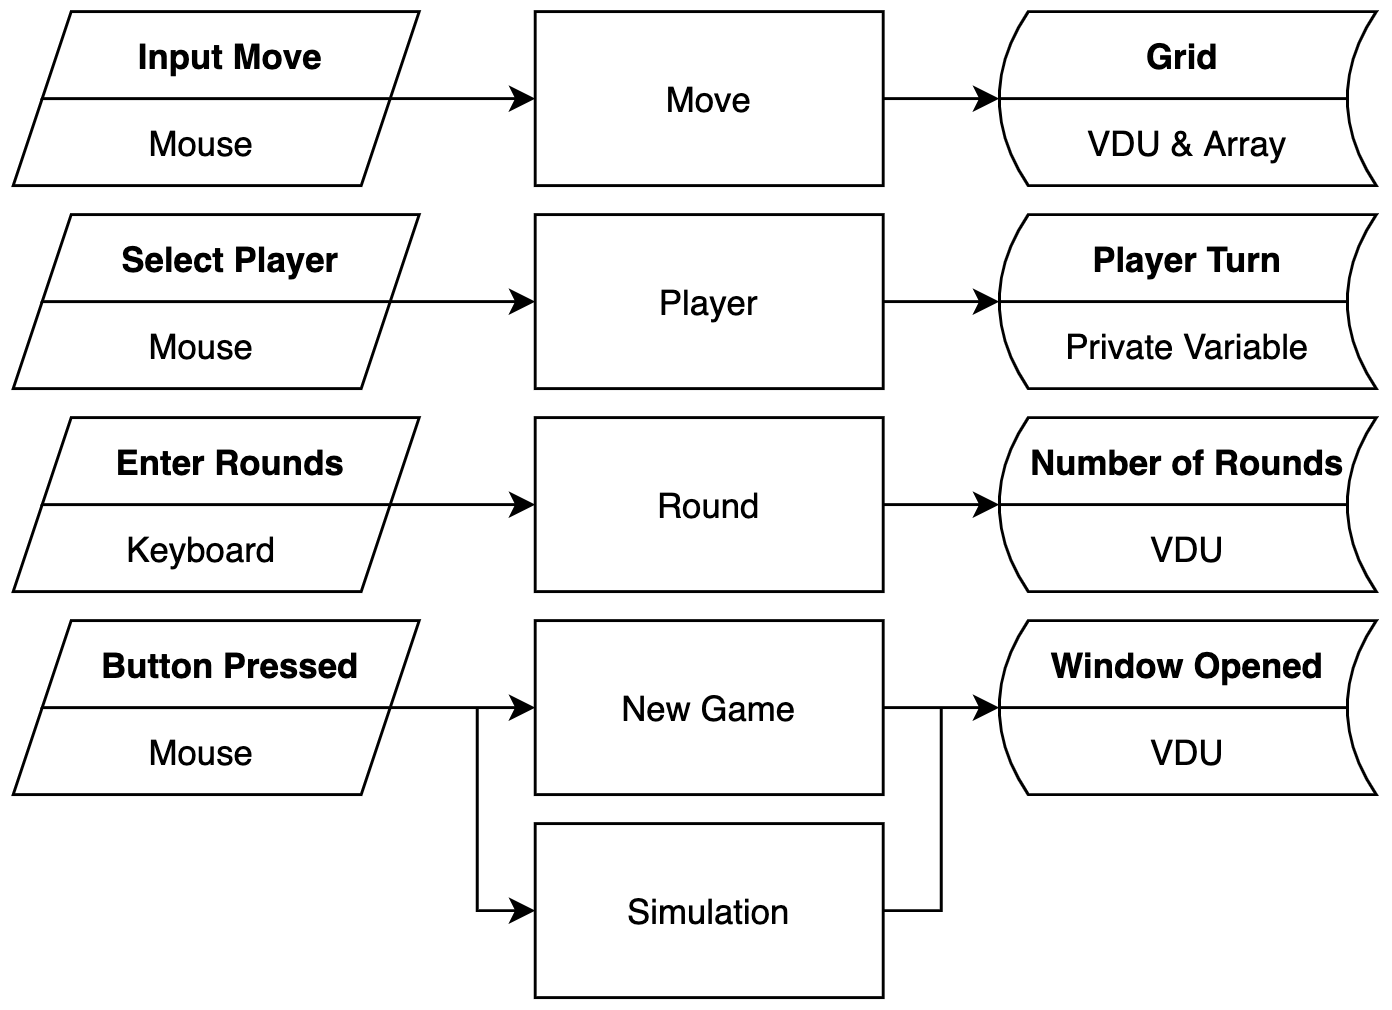 Input Move
Mouse
Move
Grid
VDU & Array
Select Player
Mouse
Player
Player Turn
Private Variable
Enter Rounds
Keyboard
Round
Number of Rounds
VDU
Button Pressed
Mouse
New Game
Window Opened
VDU
Simulation